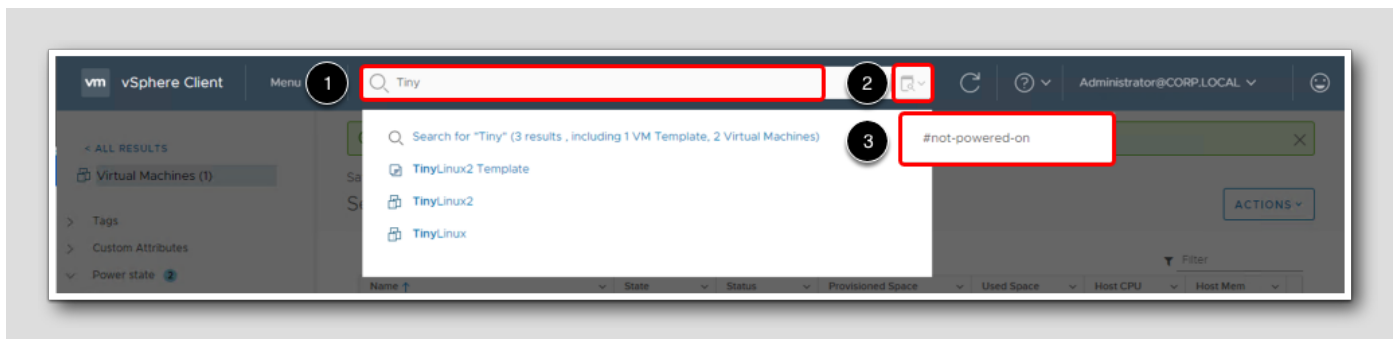 vm vSphere Client Menu 1 Tiny 2 Administrator@CORP.LOCAL
Search for "Tiny" (3 results , including 1 VM Template, 2 Virtual Machines) 3 #not-powered-on
< ALL RESULTS
TinyLinux2 Template
Virtual Machines (1)
Sa
Se
TinyLinux2
ACTIONS
Tags
TinyLinux
Custom Attributes
Filter
Power state 2
Name State Status Provisioned Space Used Space Host CPU Host Mem